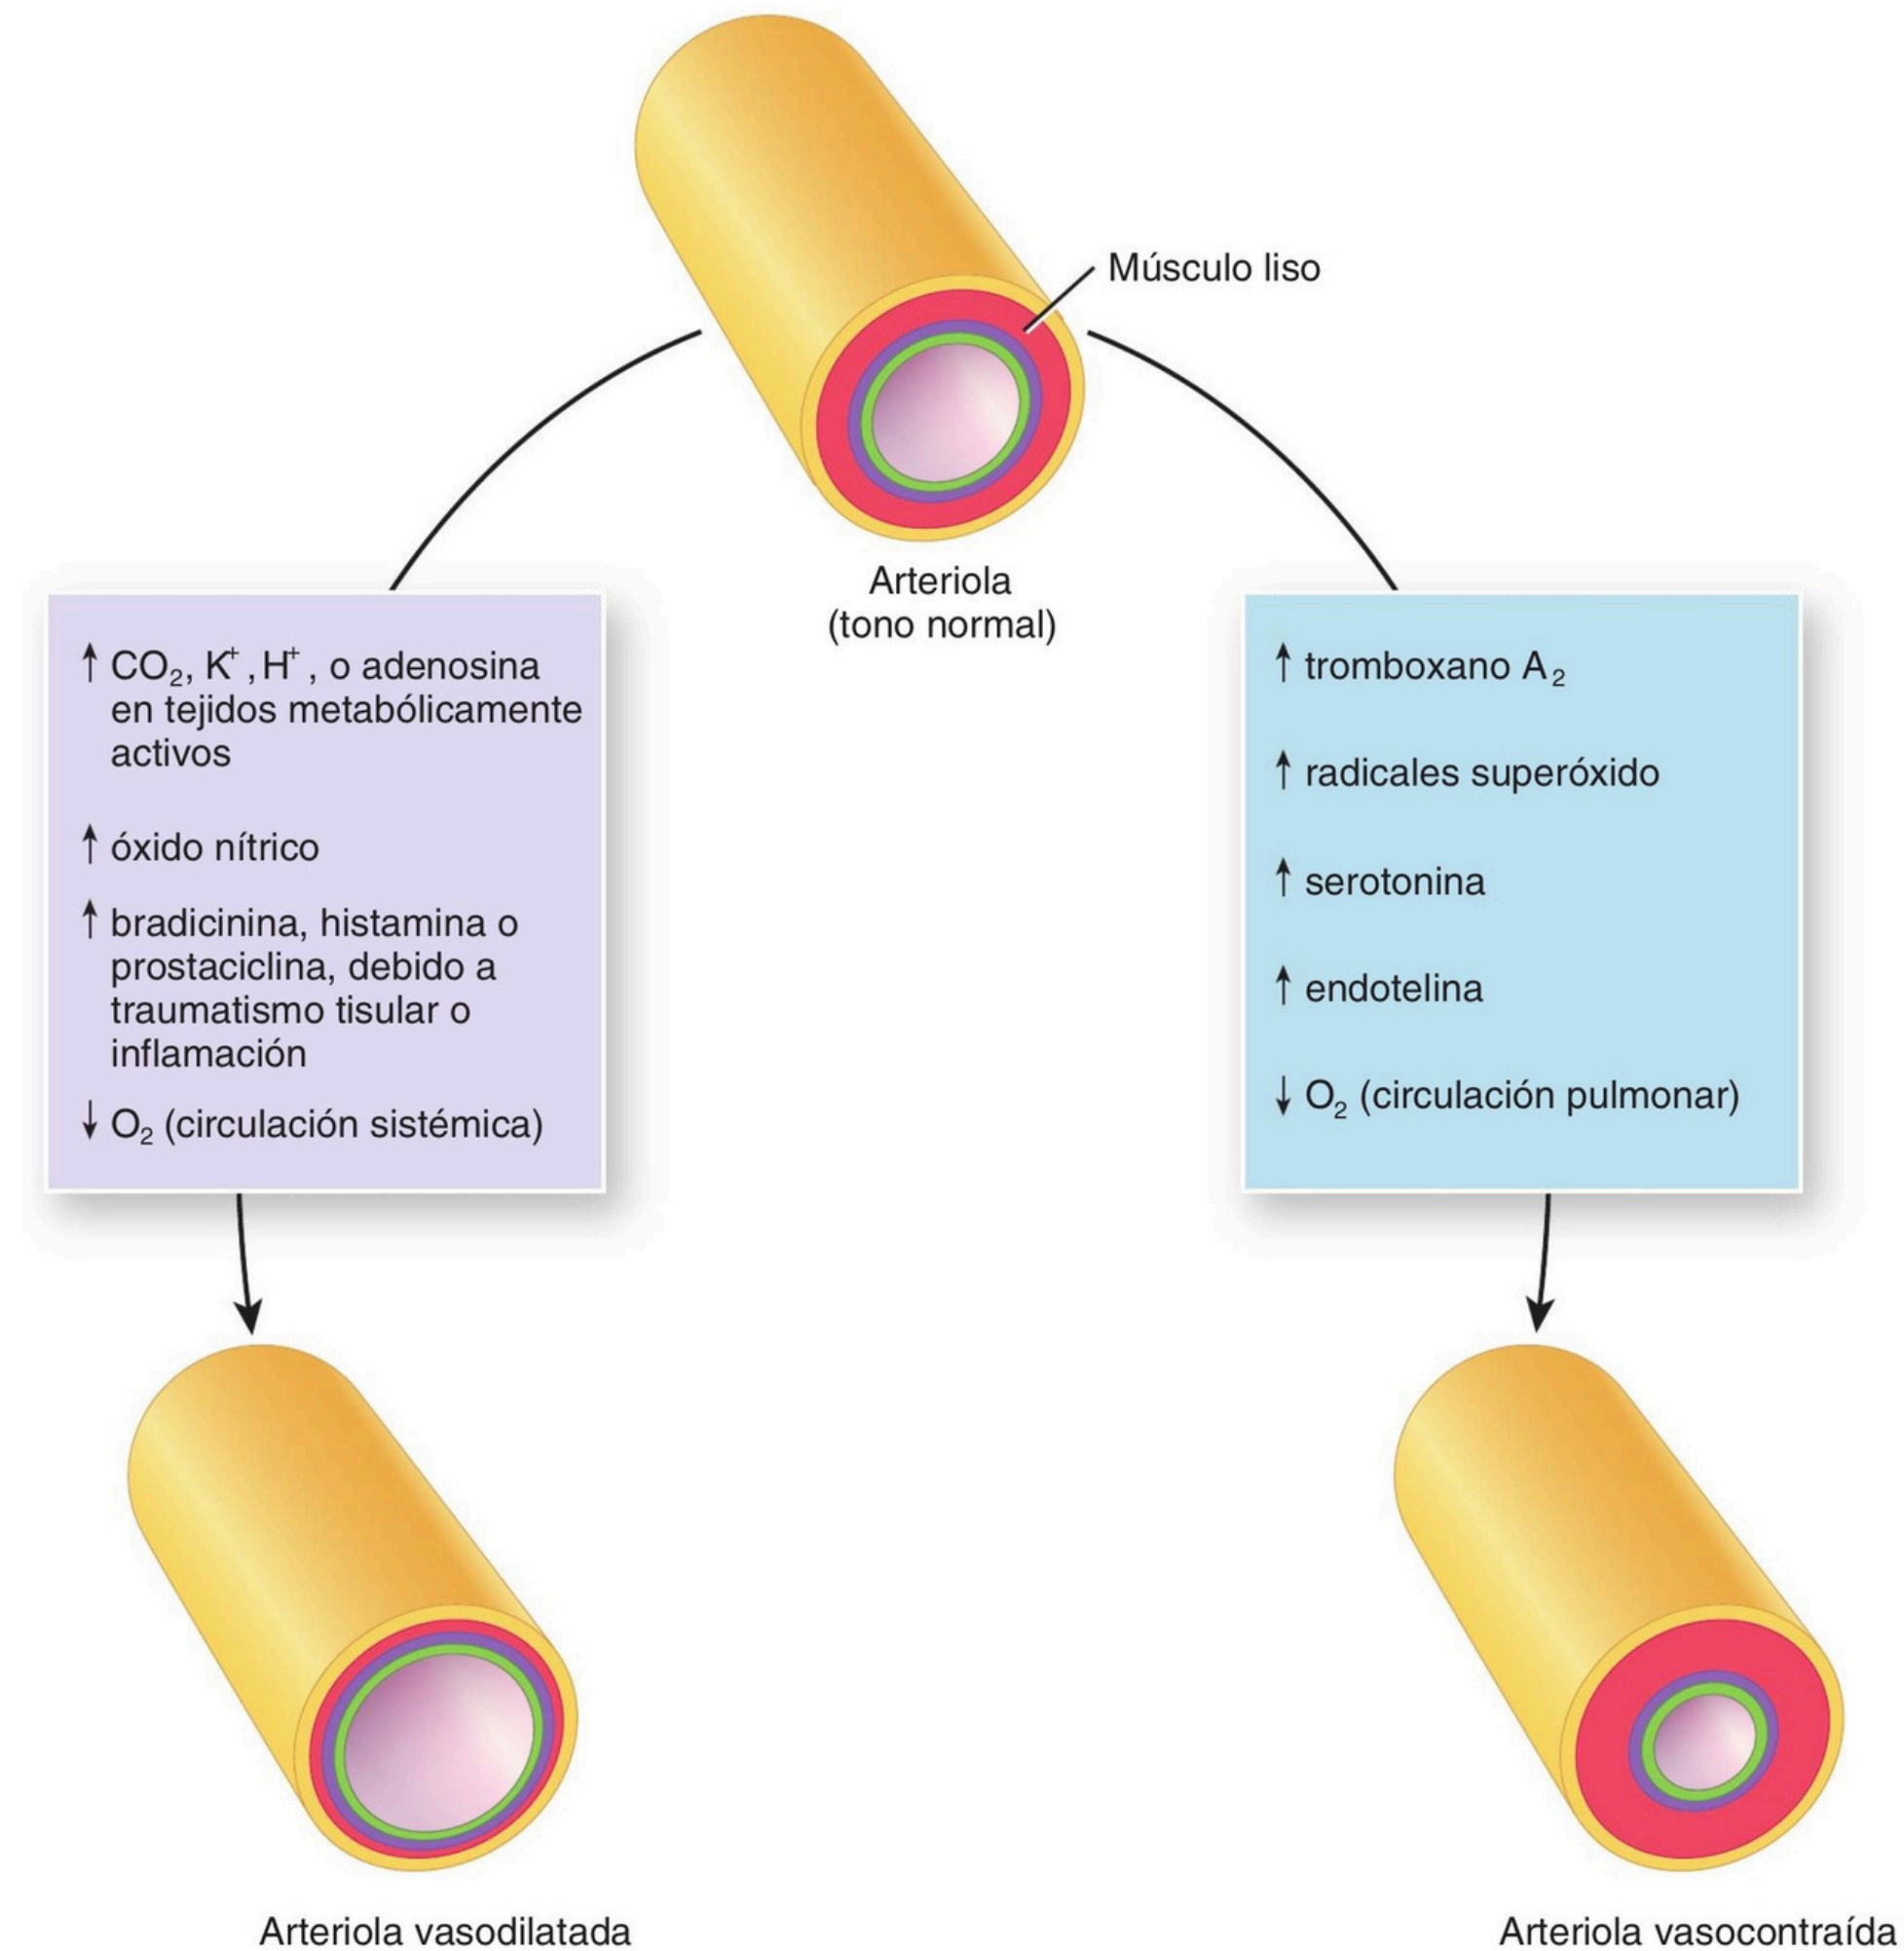 Músculo liso
Arteriola
(tono normal)
↑ CO₂, K⁺, H⁺, o adenosina
en tejidos metabólicamente
activos
↑ óxido nítrico
↑ bradicinina, histamina o
prostaciclina, debido a
traumatismo tisular o
inflamación
↓ O₂ (circulación sistémica)
↑ tromboxano A₂
↑ radicales superóxido
↑ serotonina
↑ endotelina
↓ O₂ (circulación pulmonar)
Arteriola vasodilatada
Arteriola vasocontraída